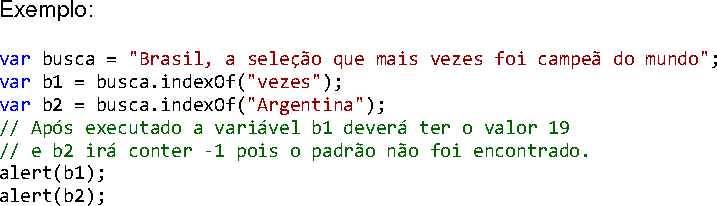 Exemplo:
var busca = "Brasil, a seleção que mais vezes foi campeã do mundo";
var b1 = busca.indexOf("vezes");
var b2 = busca.indexOf("Argentina");
// Após executado a variável b1 deverá ter o valor 19
// e b2 irá conter -1 pois o padrão não foi encontrado.
alert(b1);
alert(b2);